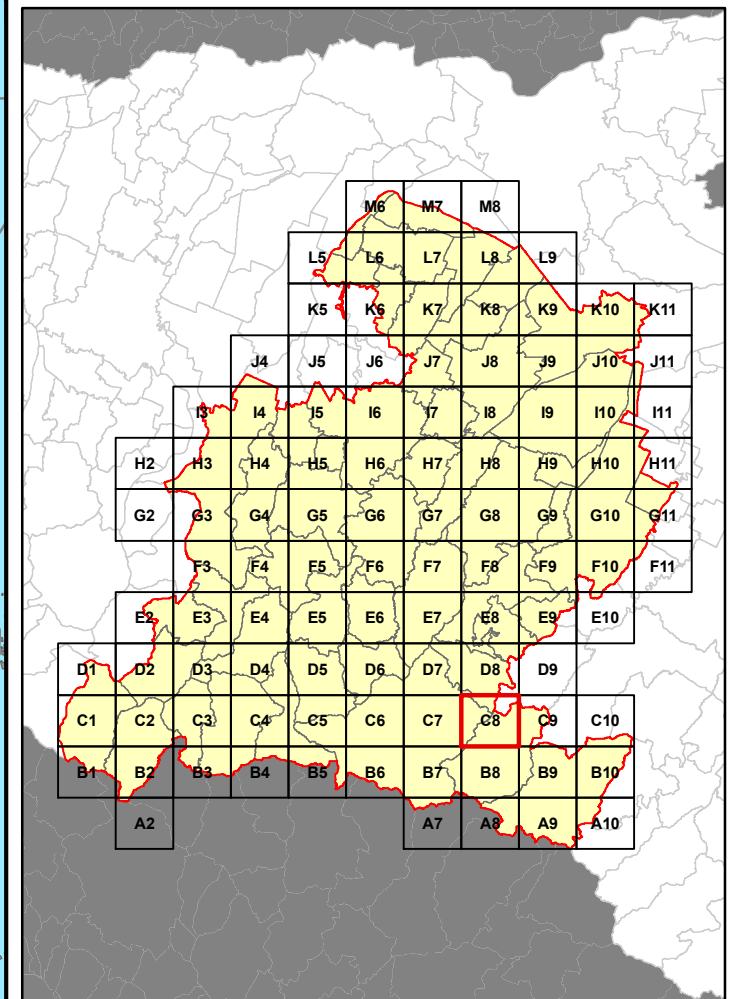 M6 M7 M8
L5 L6 L7 L8 L9
K5 K6 K7 K8 K9 K10 K11
J4 J5 J6 J7 J8 J9 J10 J11
I3 I4 I5 I6 I7 I8 I9 I10 I11
H2 H3 H4 H5 H6 H7 H8 H9 H10 H11
G2 G3 G4 G5 G6 G7 G8 G9 G10 G11
F3 F4 F5 F6 F7 F8 F9 F10 F11
E2 E3 E4 E5 E6 E7 E8 E9 E10
D1 D2 D3 D4 D5 D6 D7 D8 D9
C1 C2 C3 C4 C5 C6 C7 C8 C9 C10
B1 B2 B3 B4 B5 B6 B7 B8 B9 B10
A2 A7 A8 A9 A10